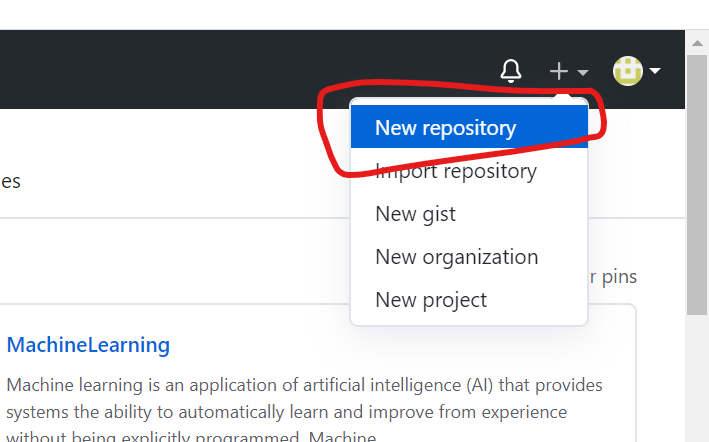 New repository
Import repository
es
New gist
New organization
r pins
New project
MachineLearning
Machine learning is an application of artificial intelligence (AI) that provides
systems the ability to automatically learn and improve from experience
without being explicitly programmed. Machine